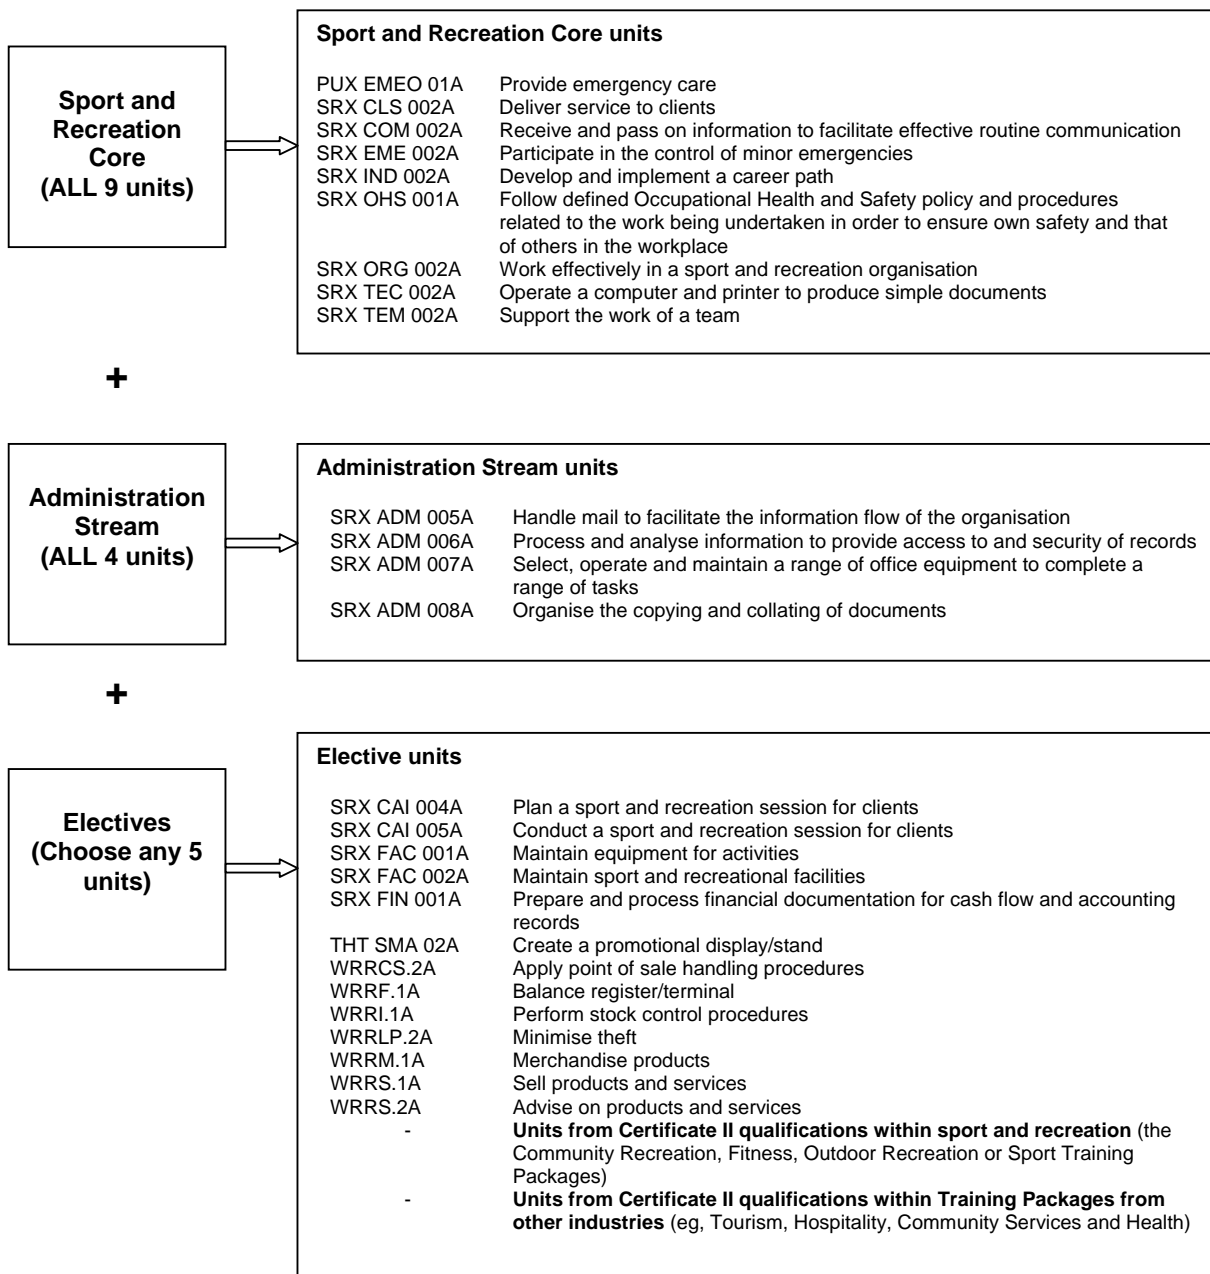 Sport and
Recreation
Core
(ALL 9 units)
Sport and Recreation Core units
PUX EMEO 01A Provide emergency care
SRX CLS 002A Deliver service to clients
SRX COM 002A Receive and pass on information to facilitate effective routine communication
SRX EME 002A Participate in the control of minor emergencies
SRX IND 002A Develop and implement a career path
SRX OHS 001A Follow defined Occupational Health and Safety policy and procedures
related to the work being undertaken in order to ensure own safety and that
of others in the workplace
SRX ORG 002A Work effectively in a sport and recreation organisation
SRX TEC 002A Operate a computer and printer to produce simple documents
SRX TEM 002A Support the work of a team
+
Administration
Stream
(ALL 4 units)
Administration Stream units
SRX ADM 005A Handle mail to facilitate the information flow of the organisation
SRX ADM 006A Process and analyse information to provide access to and security of records
SRX ADM 007A Select, operate and maintain a range of office equipment to complete a
range of tasks
SRX ADM 008A Organise the copying and collating of documents
+
Electives
(Choose any 5
units)
Elective units
SRX CAI 004A Plan a sport and recreation session for clients
SRX CAI 005A Conduct a sport and recreation session for clients
SRX FAC 001A Maintain equipment for activities
SRX FAC 002A Maintain sport and recreational facilities
SRX FIN 001A Prepare and process financial documentation for cash flow and accounting
records
THT SMA 02A Create a promotional display/stand
WRRCS.2A Apply point of sale handling procedures
WRRF.1A Balance register/terminal
WRRI.1A Perform stock control procedures
WRRLP.2A Minimise theft
WRRM.1A Merchandise products
WRRS.1A Sell products and services
WRRS.2A Advise on products and services
- Units from Certificate II qualifications within sport and recreation (the
Community Recreation, Fitness, Outdoor Recreation or Sport Training
Packages)
- Units from Certificate II qualifications within Training Packages from
other industries (eg, Tourism, Hospitality, Community Services and Health)